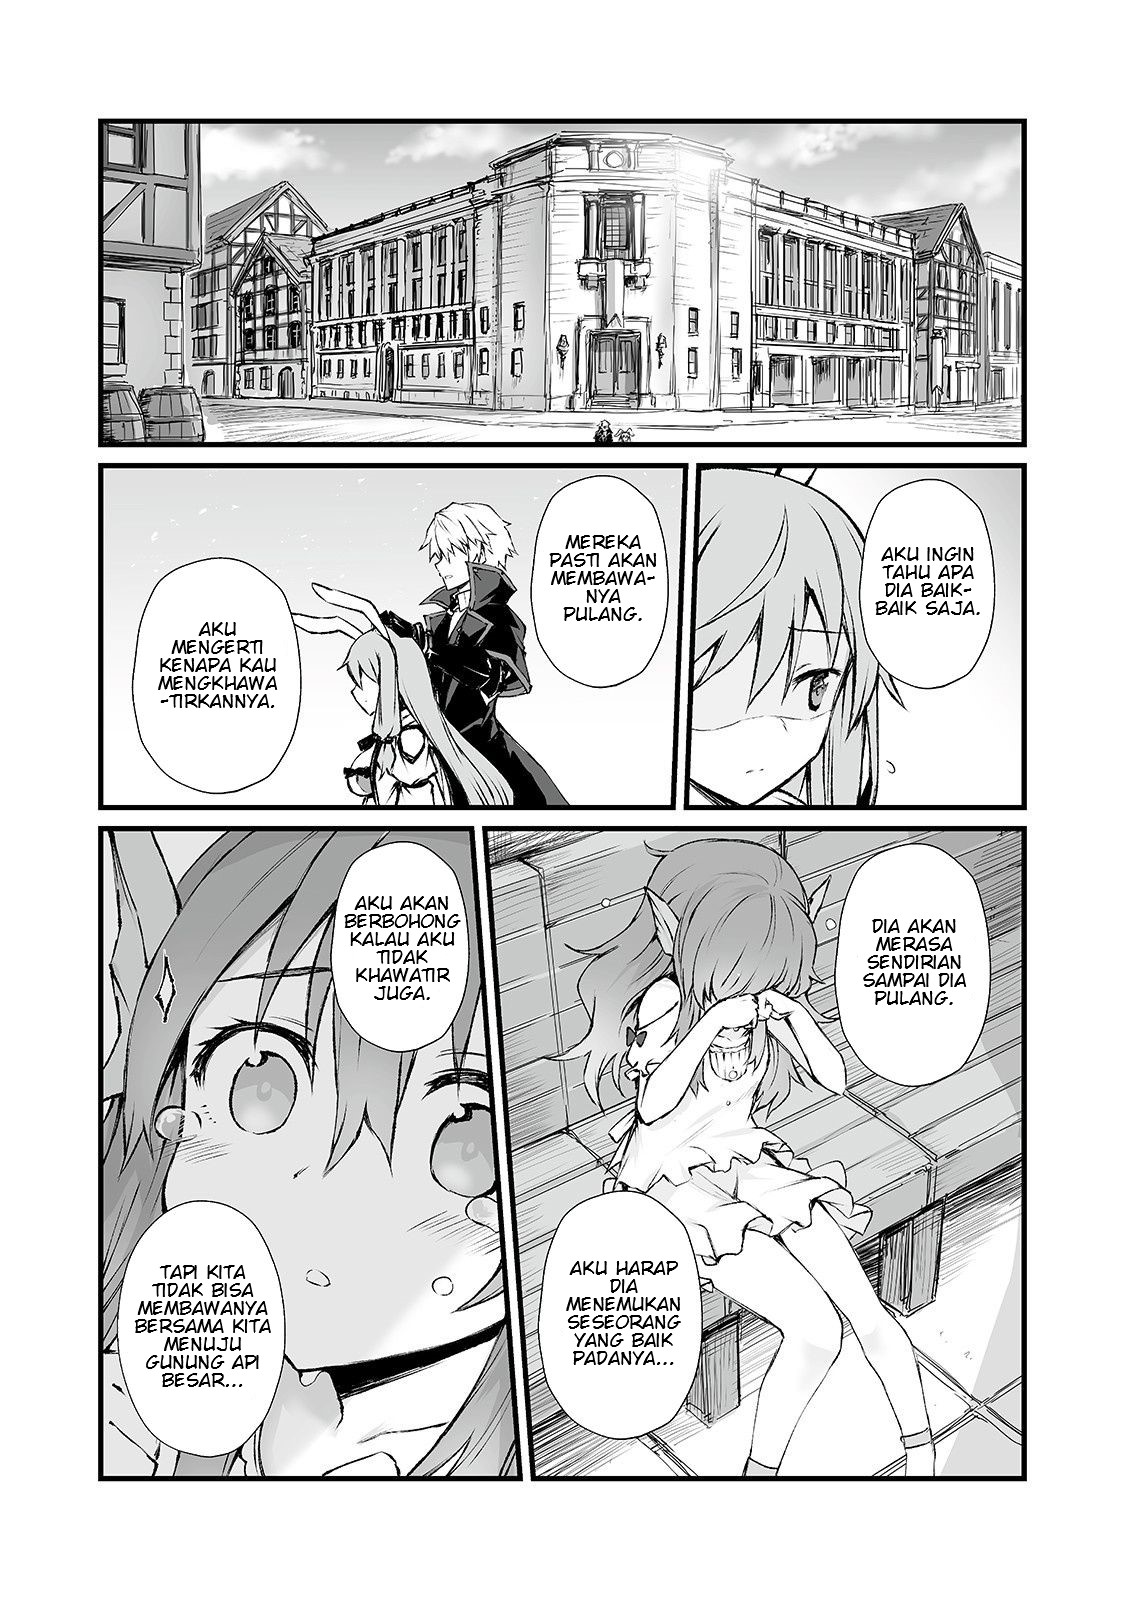 AKU INGIN
TAHU APA
DIA BAIK-
BAIK SAJA.
MEREKA
PASTI AKAN
MEMBAWA-
NYA
PULANG.
AKU
MENGERTI
KENAPA KAU
MENGKHAWA
-TIRKANNYA.
DIA AKAN
MERASA
SENDIRIAN
SAMPAI DIA
PULANG.
AKU HARAP
DIA
MENEMUKAN
SESEORANG
YANG BAIK
PADANYA...
AKU AKAN
BERBOHONG
KALAU AKU
TIDAK
KHAWATIR
JUGA.
TAPI KITA
TIDAK BISA
MEMBAWANYA
BERSAMA KITA
MENUJU
GUNUNG API
BESAR...